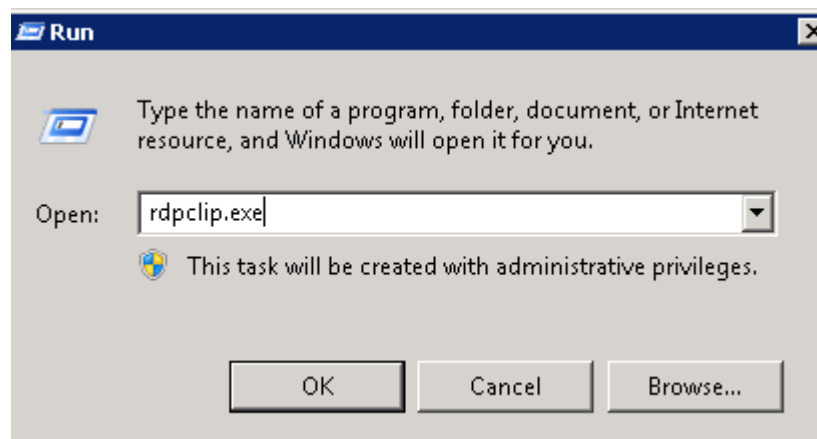 Run
Type the name of a program, folder, document, or Internet
resource, and Windows will open it for you.
Open: rdpclip.exe
This task will be created with administrative privileges.
OK Cancel Browse...